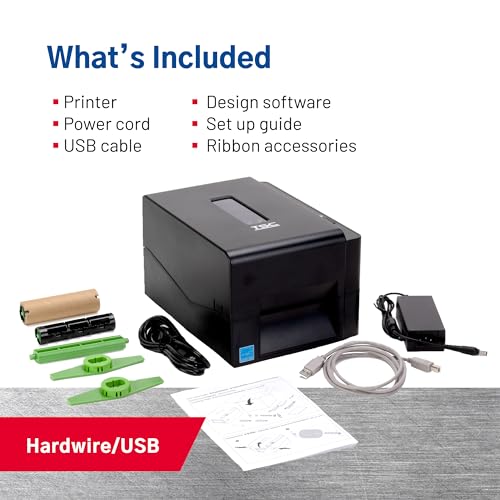 What's Included
Printer
Power cord
USB cable
Design software
Set up guide
Ribbon accessories
TSC
Hardwire/USB